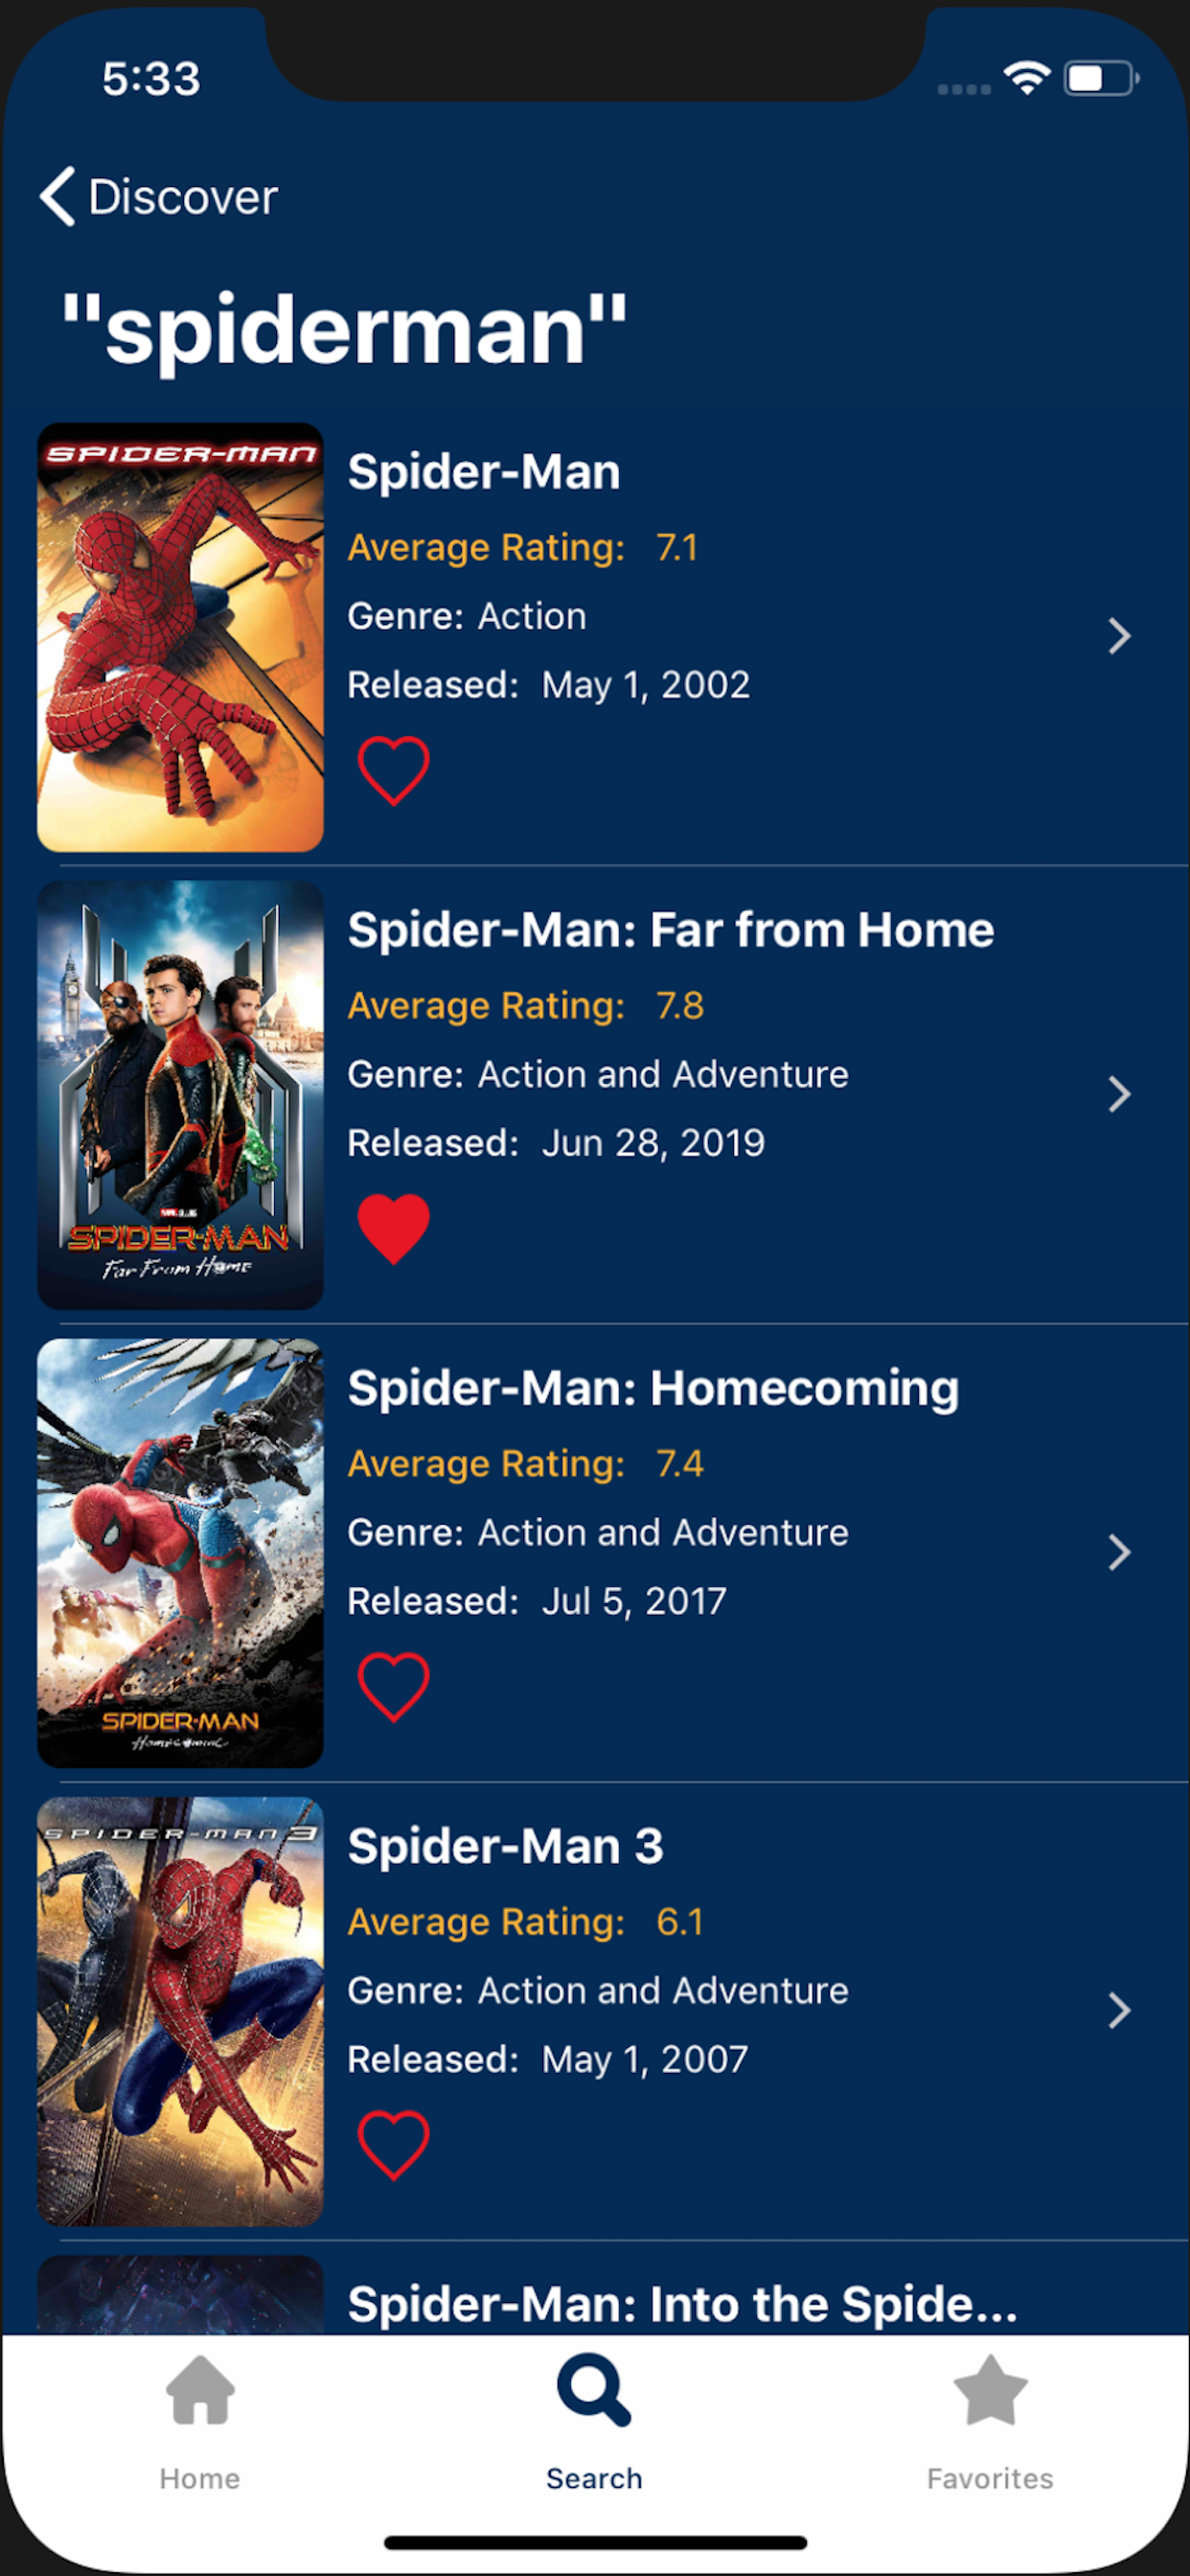 5:33
Discover
"spiderman"
SPIDER-MAN
Spider-Man
Average Rating: 7.1
Genre: Action
Released: May 1, 2002
Spider-Man: Far from Home
Average Rating: 7.8
Genre: Action and Adventure
Released: Jun 28, 2019
SPIDER-MAN
Far From Home
Spider-Man: Homecoming
Average Rating: 7.4
Genre: Action and Adventure
Released: Jul 5, 2017
SPIDER-MAN
Homecoming
SPIDER-MAN 3
Spider-Man 3
Average Rating: 6.1
Genre: Action and Adventure
Released: May 1, 2007
Spider-Man: Into the Spide...
Home
Search
Favorites